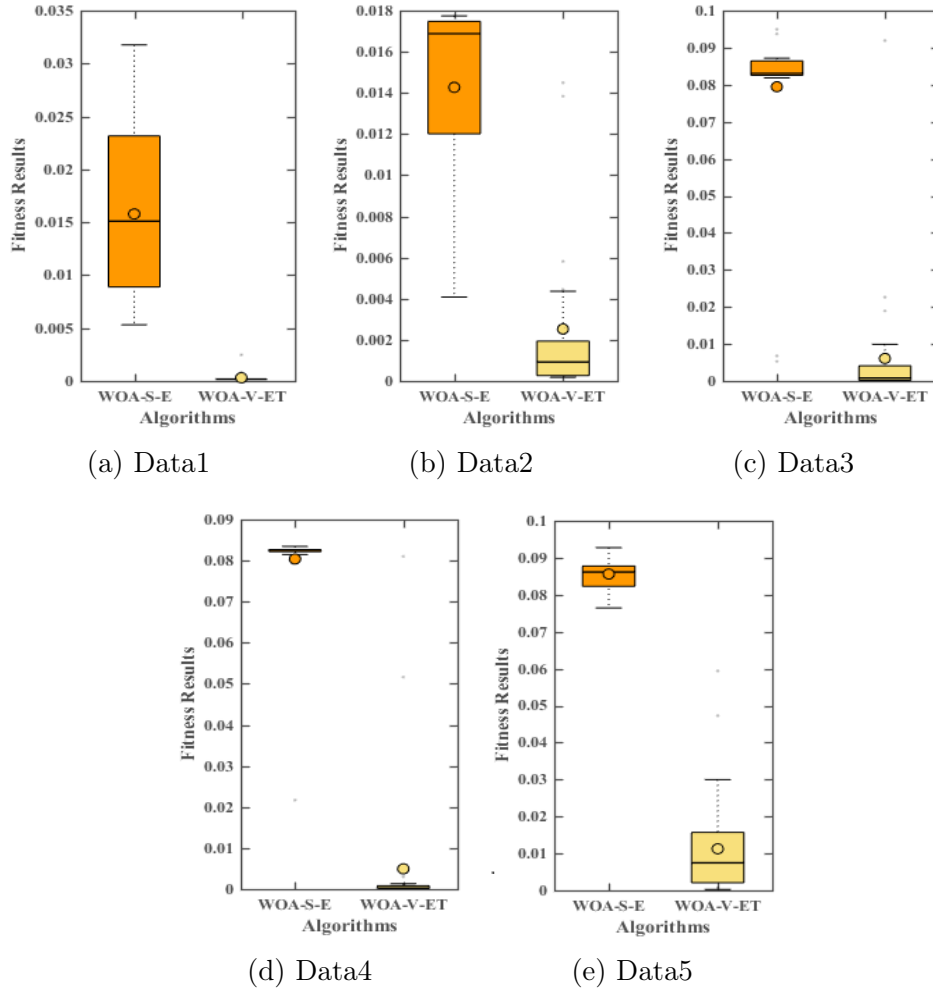 0.035
0.03
0.025
0.02
0.015
0.01
0.005
0
Fitness Results
WOA-S-E WOA-V-ET
Algorithms
(a) Data1
0.018
0.016
0.014
0.012
0.01
0.008
0.006
0.004
0.002
0
Fitness Results
WOA-S-E WOA-V-ET
Algorithms
(b) Data2
0.1
0.09
0.08
0.07
0.06
0.05
0.04
0.03
0.02
0.01
0
Fitness Results
WOA-S-E WOA-V-ET
Algorithms
(c) Data3
0.09
0.08
0.07
0.06
0.05
0.04
0.03
0.02
0.01
0
Fitness Results
WOA-S-E WOA-V-ET
Algorithms
(d) Data4
0.1
0.09
0.08
0.07
0.06
0.05
0.04
0.03
0.02
0.01
0
Fitness Results
WOA-S-E WOA-V-ET
Algorithms
(e) Data5